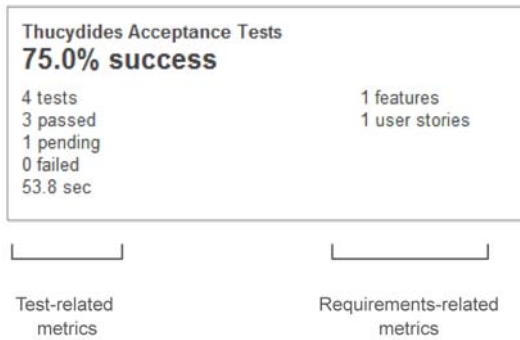 Thucydides Acceptance Tests
75.0% success
4 tests
3 passed
1 pending
0 failed
53.8 sec
1 features
1 user stories
Test-related
metrics
Requirements-related
metrics